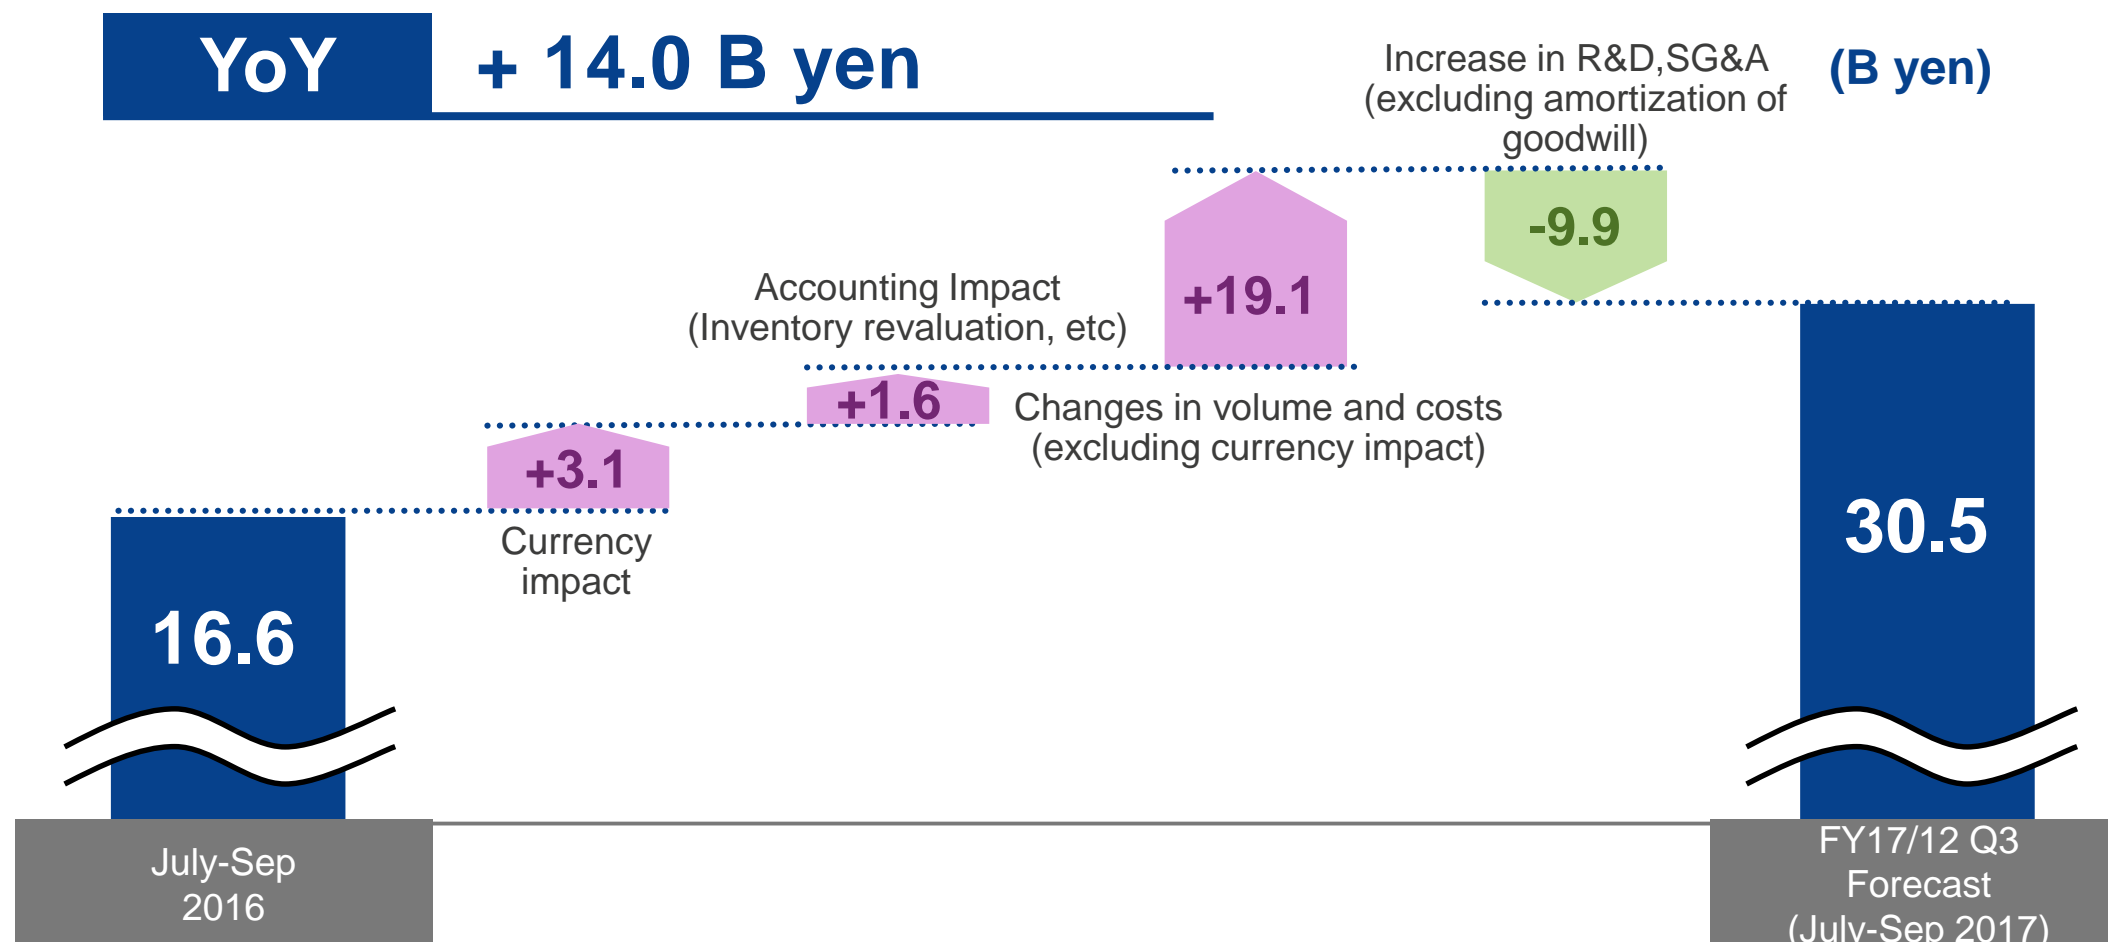 YoY
+ 14.0 B yen
(B yen)
Increase in R&D,SG&A
(excluding amortization of
goodwill)
-9.9
+19.1
Accounting Impact
(Inventory revaluation, etc)
+1.6
Changes in volume and costs
(excluding currency impact)
+3.1
Currency
impact
16.6
30.5
July-Sep
2016
FY17/12 Q3
Forecast
(July-Sep 2017)